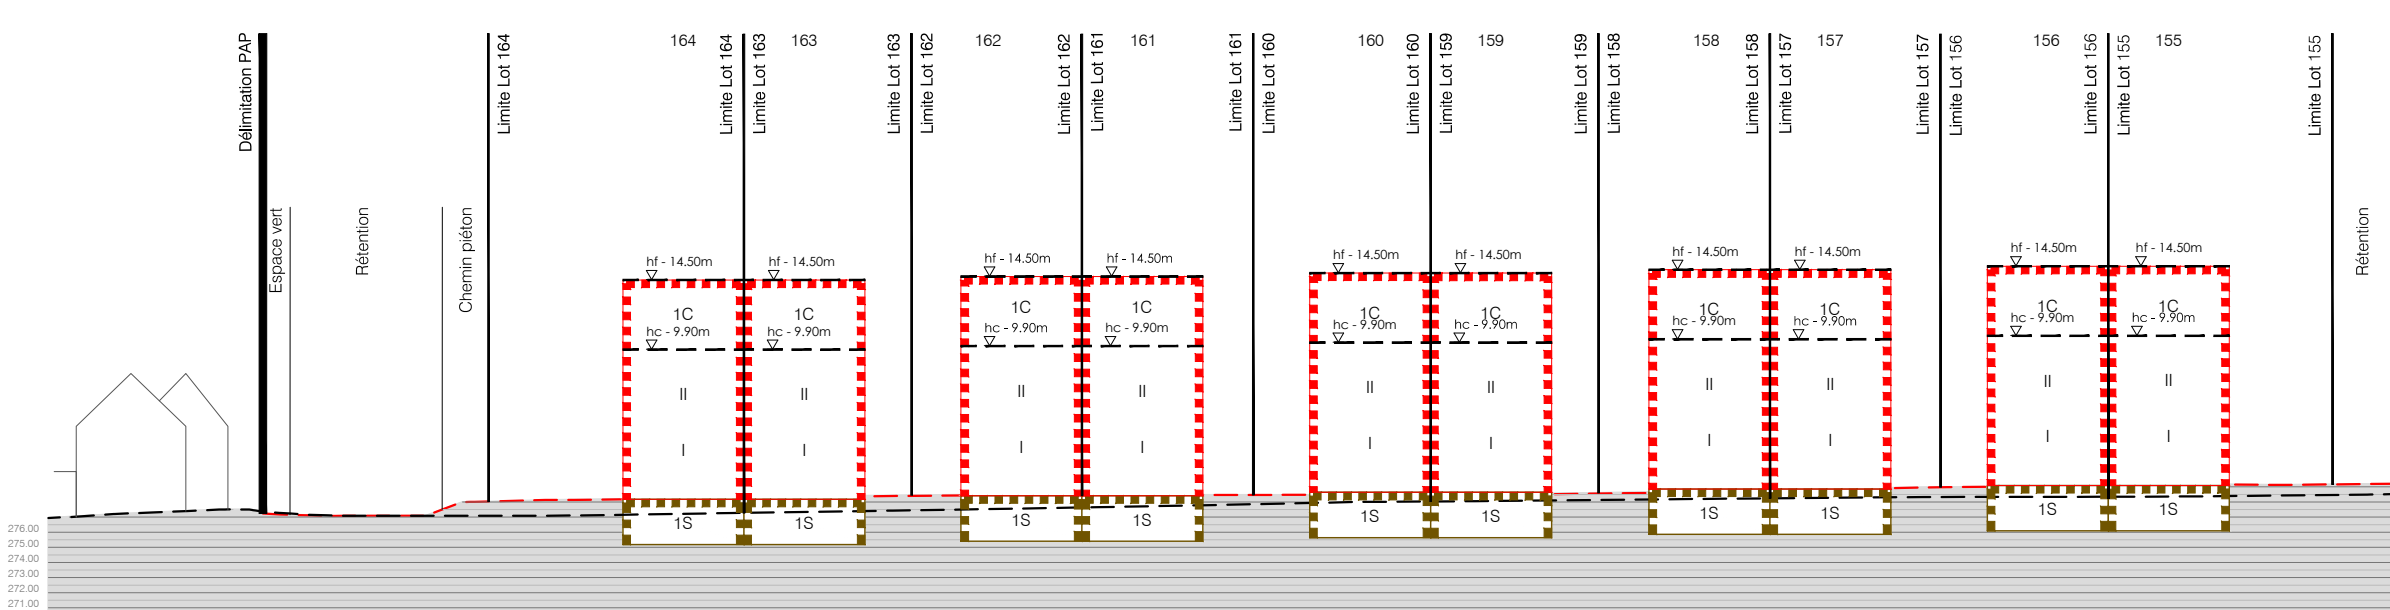 Délimitation PAP
Espace vert
Rétention
Chemin piéton
Limite Lot 164
164
Limite Lot 164
Limite Lot 163
163
Limite Lot 163
Limite Lot 162
162
Limite Lot 162
Limite Lot 161
161
Limite Lot 161
Limite Lot 160
160
Limite Lot 160
Limite Lot 159
159
Limite Lot 159
Limite Lot 158
158
Limite Lot 158
Limite Lot 157
157
Limite Lot 157
Limite Lot 156
156
Limite Lot 156
Limite Lot 155
155
Limite Lot 155
Rétention
hf - 14.50m
1C
hc - 9.90m
II
I
1S
hf - 14.50m
1C
hc - 9.90m
II
I
1S
hf - 14.50m
1C
hc - 9.90m
II
I
1S
hf - 14.50m
1C
hc - 9.90m
II
I
1S
hf - 14.50m
1C
hc - 9.90m
II
I
1S
hf - 14.50m
1C
hc - 9.90m
II
I
1S
hf - 14.50m
1C
hc - 9.90m
II
I
1S
hf - 14.50m
1C
hc - 9.90m
II
I
1S
hf - 14.50m
1C
hc - 9.90m
II
I
1S
hf - 14.50m
1C
hc - 9.90m
II
I
1S
276.00
275.00
274.00
273.00
272.00
271.00